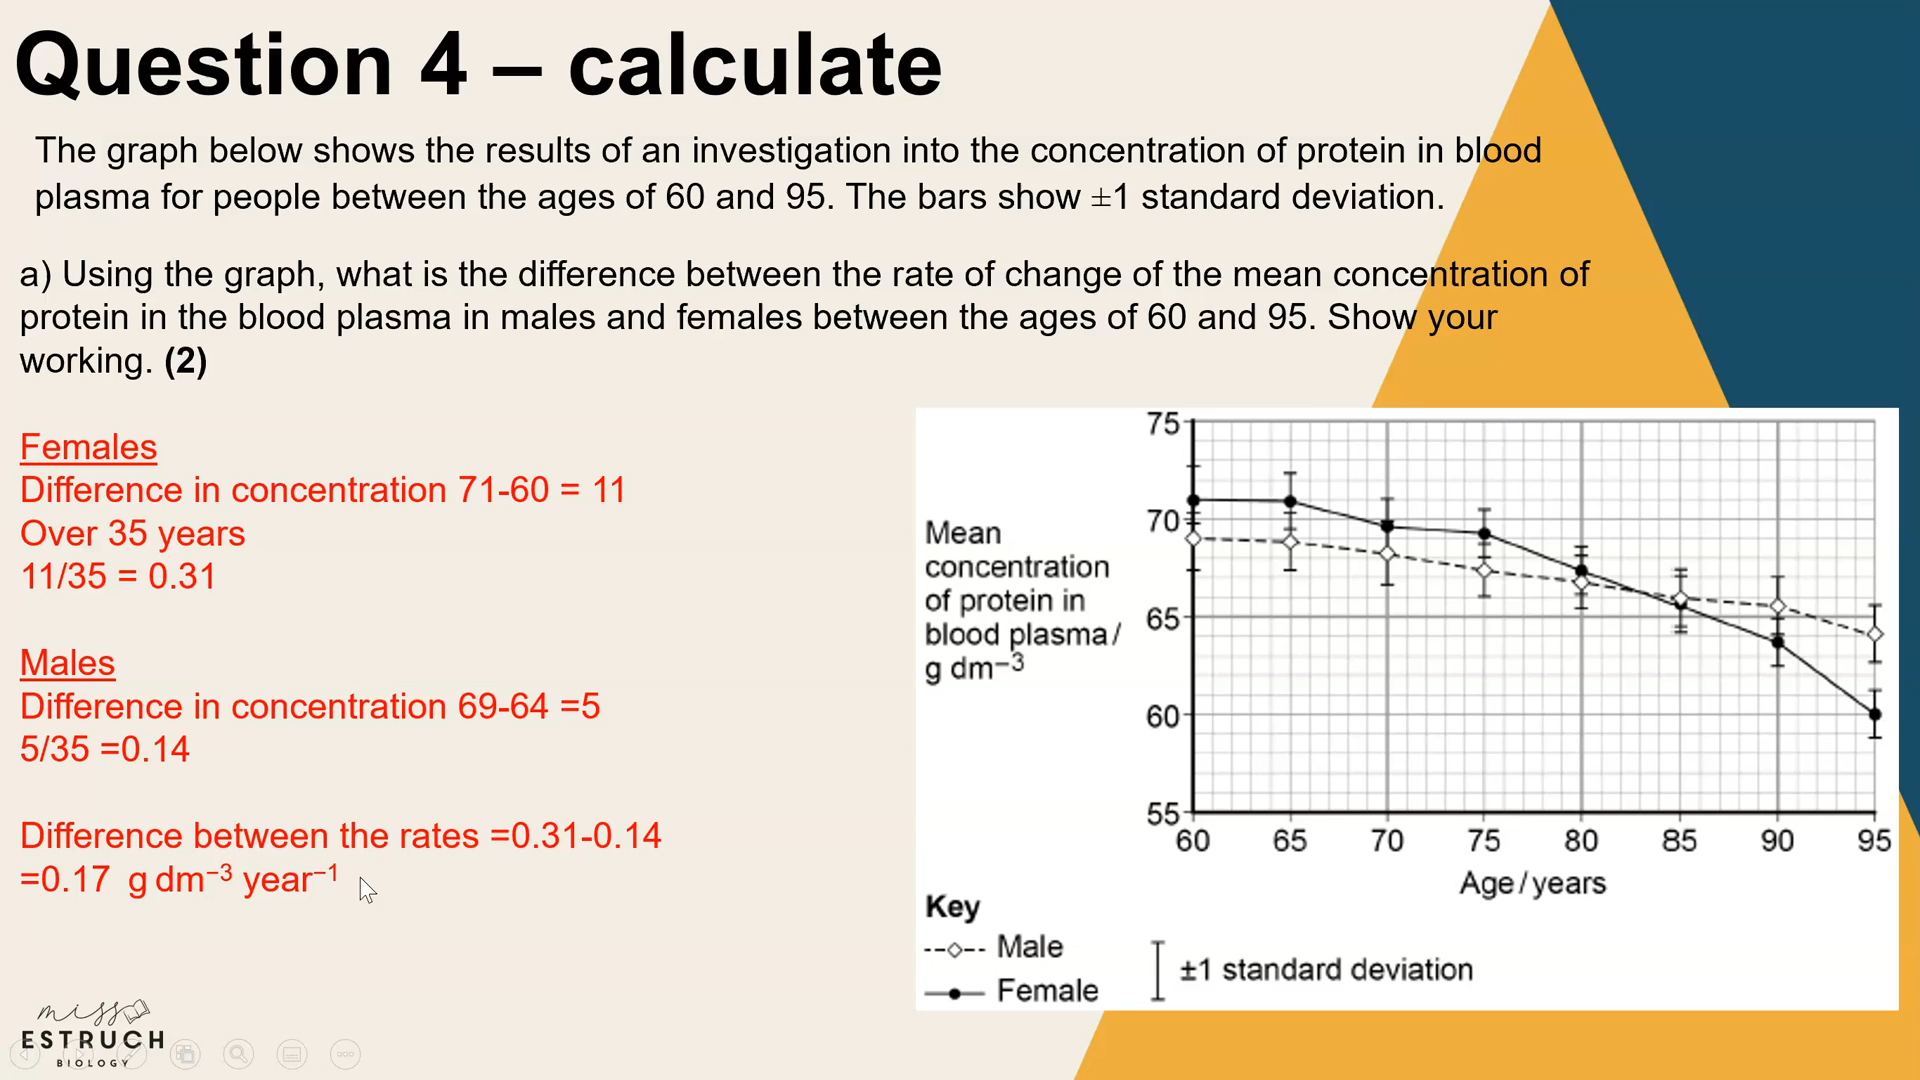 Question 4 – calculate
The graph below shows the results of an investigation into the concentration of protein in blood
plasma for people between the ages of 60 and 95. The bars show ±1 standard deviation.
a) Using the graph, what is the difference between the rate of change of the mean concentration of
protein in the blood plasma in males and females between the ages of 60 and 95. Show your
working. (2)
Females
Difference in concentration 71-60 = 11
Over 35 years
11/35 = 0.31
Males
Difference in concentration 69-64 =5
5/35 =0.14
Difference between the rates =0.31-0.14
=0.17 g dm⁻³ year⁻¹
Mean
concentration
of protein in
blood plasma /
g dm⁻³
75
70
65
60
55
60 65 70 75 80 85 90 95
Age / years
Key
Male
Female
±1 standard deviation
miss
ESTRUCH
BIOLOGY